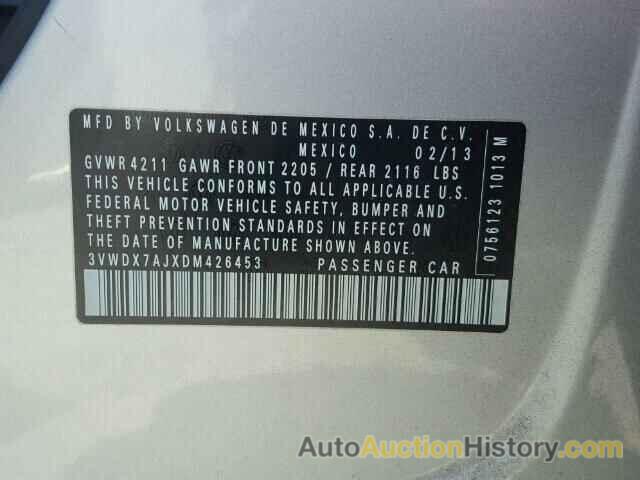 MFD BY VOLKSWAGEN DE MEXICO S.A. DE C.V.
MEXICO 02/13
GVWR 4211 GAWR FRONT 2205 / REAR 2116 LBS
THIS VEHICLE CONFORMS TO ALL APPLICABLE U.S.
FEDERAL MOTOR VEHICLE SAFETY, BUMPER AND
THEFT PREVENTION STANDARDS IN EFFECT ON
THE DATE OF MANUFACTURE SHOWN ABOVE.
3VWDX7AJXDM426453 PASSENGER CAR
0756123 1013 M
AutoAuctionHistory.com